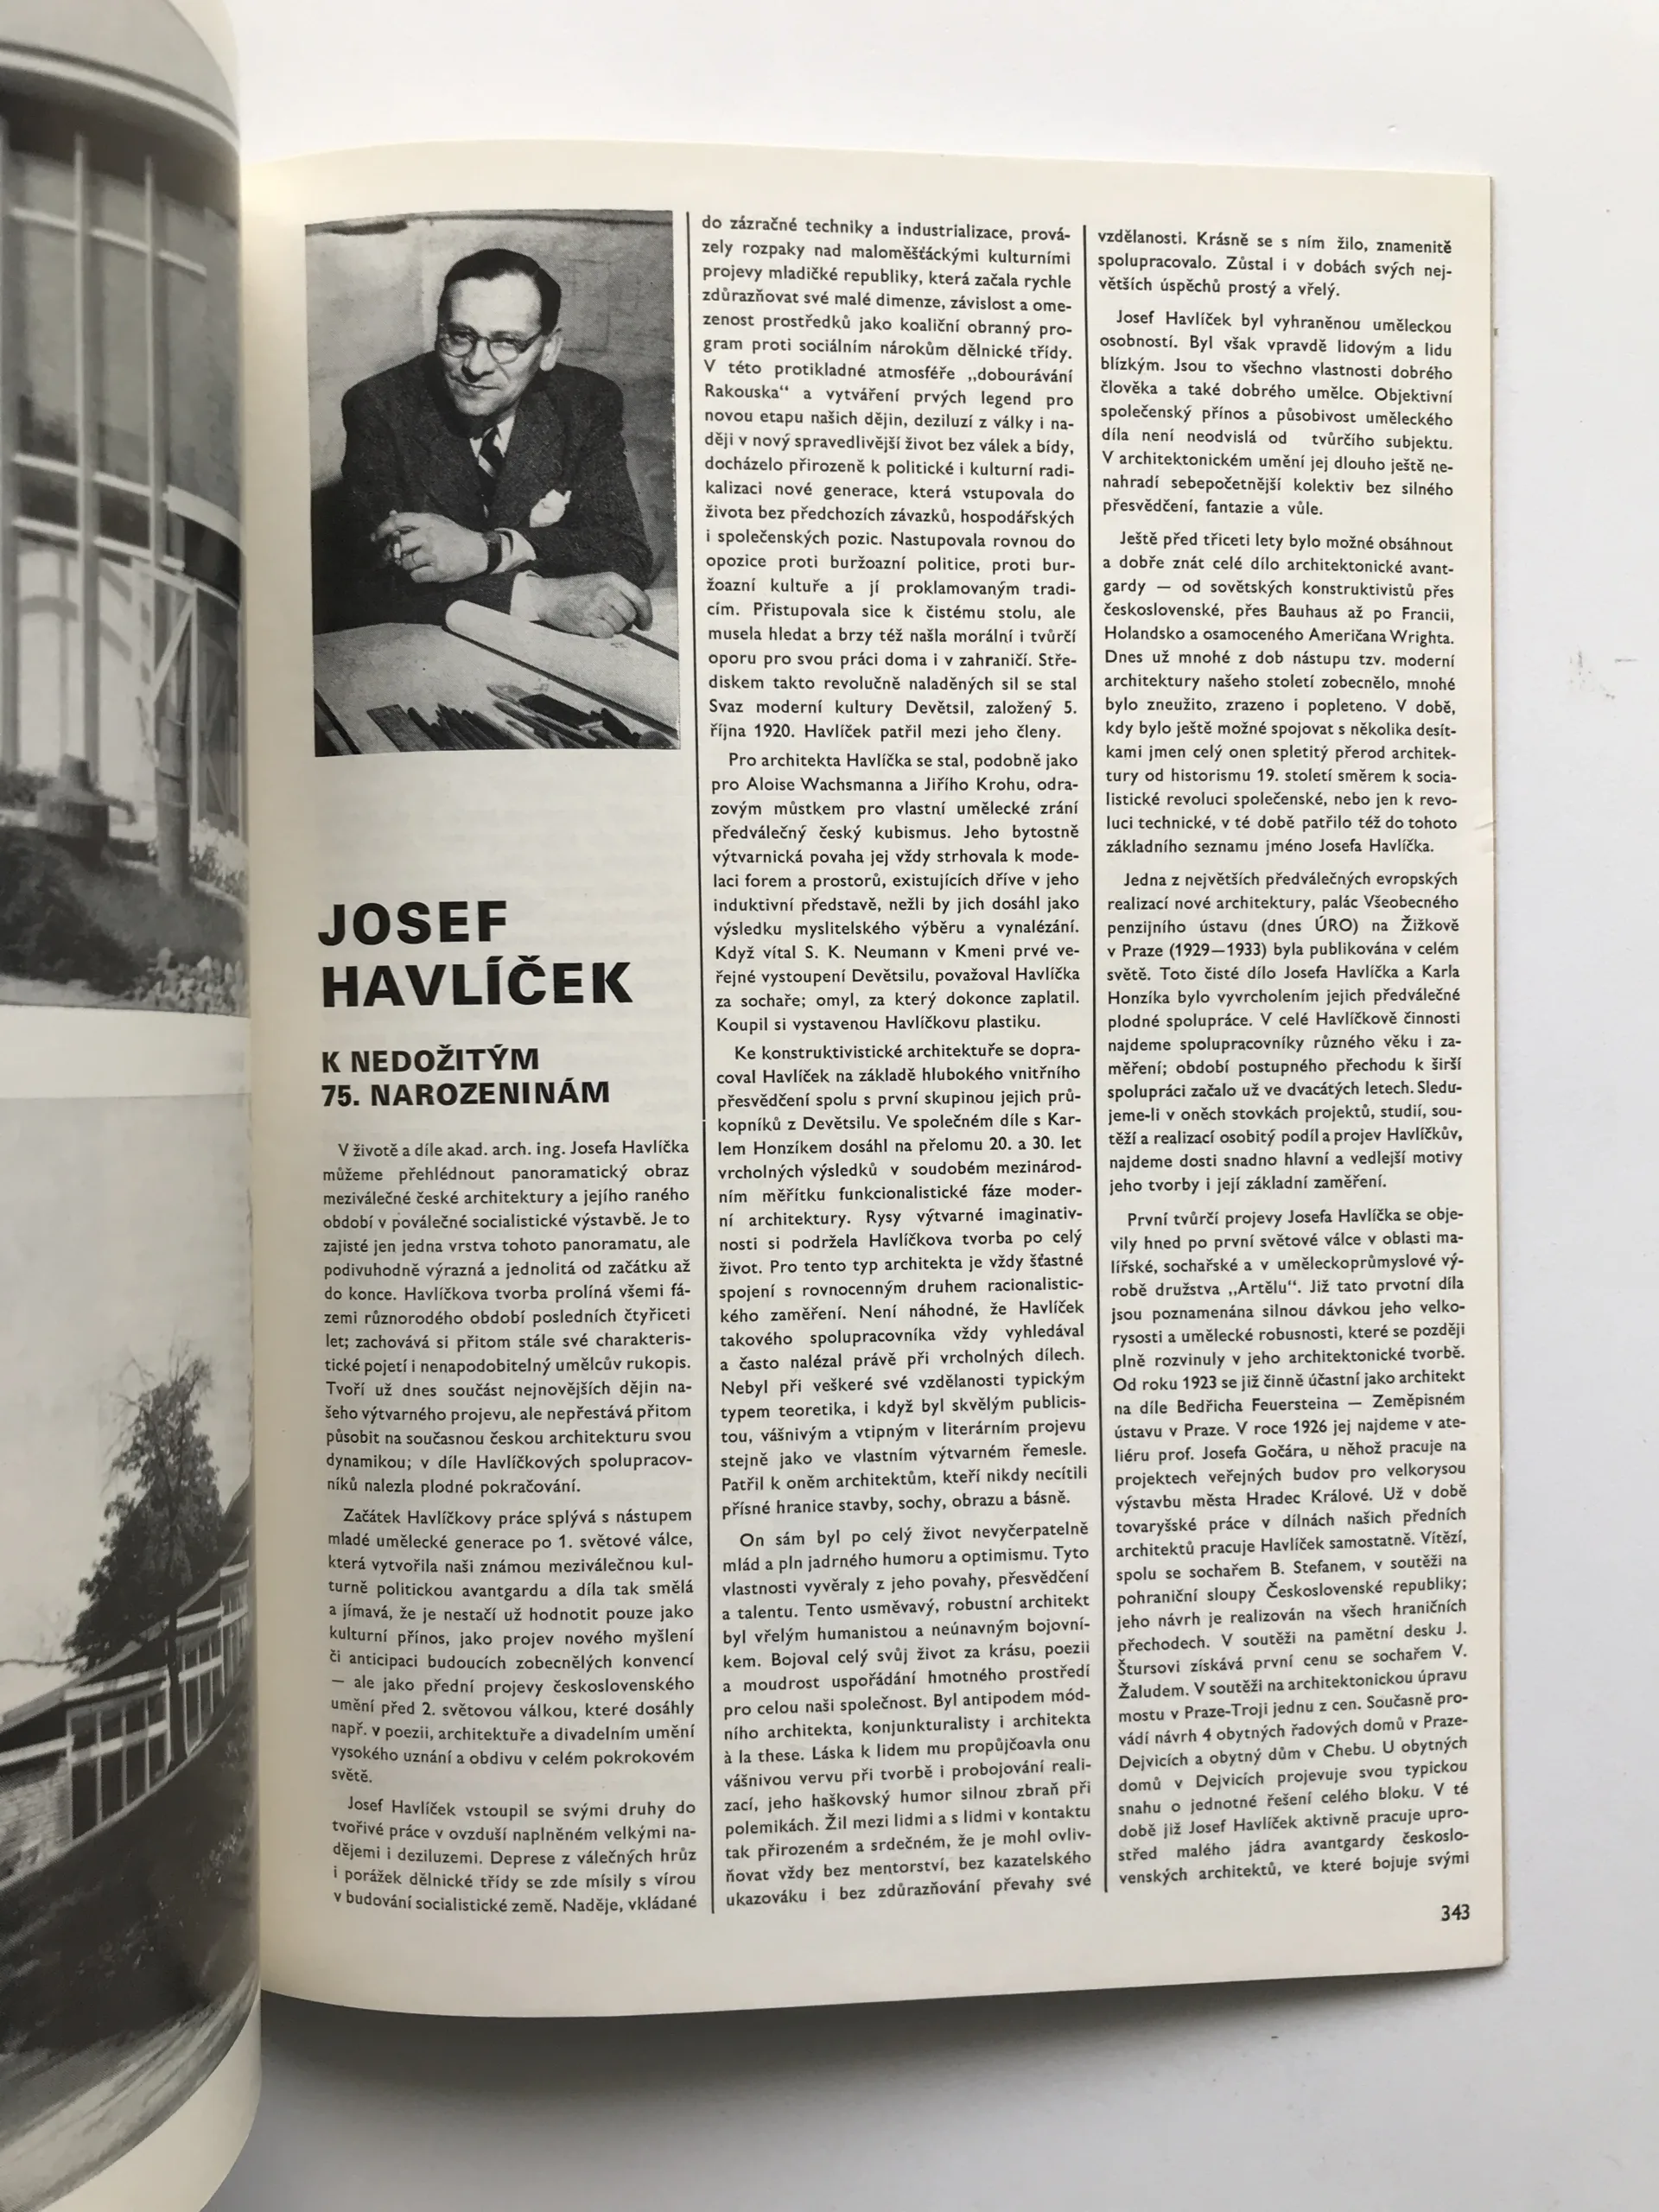 JOSEF
HAVLÍČEK
K NEDOŽITÝM
75. NAROZENINÁM
V životě a díle akad. arch. ing. Josefa Havlíčka
můžeme přehlédnout panoramatický obraz
meziválečné české architektury a jejího raného
období v poválečné socialistické výstavbě. Je to
zajisté jen jedna vrstva tohoto panoramatu, ale
podivuhodně výrazná a jednolitá od začátku až
do konce. Havlíčkova tvorba prolíná všemi fá-
zemi různorodého období posledních čtyřiceti
let; zachovává si přitom stále své charakteris-
tické pojetí i nenapodobitelný umělcův rukopis.
Tvoří už dnes součást nejnovějších dějin na-
šeho výtvarného projevu, ale nepřestává přitom
působit na současnou českou architekturu svou
dynamikou; v díle Havlíčkových spolupracov-
níků nalezla plodné pokračování.
Začátek Havlíčkovy práce splývá s nástupem
mladé umělecké generace po 1. světové válce,
která vytvořila naši známou meziválečnou kul-
turně politickou avantgardu a díla tak smělá
a jímavá, že je nestačí už hodnotit pouze jako
kulturní přínos, jako projev nového myšlení
či anticipaci budoucích zobecnělých konvencí
— ale jako přední projevy československého
umění před 2. světovou válkou, které dosáhly
např. v poezii, architektuře a divadelním umění
vysokého uznání a obdivu v celém pokrokovém
světě.
Josef Havlíček vstoupil se svými druhy do
tvořivé práce v ovzduší naplněném velkými na-
dějemi i deziluzemi. Deprese z válečných hrůz
i porážek dělnické třídy se zde mísily s vírou
v budování socialistické země. Naděje, vkládané
do zázračné techniky a industrializace, prová-
zely rozpaky nad maloměšťáckými kulturními
projevy mladičké republiky, která začala rychle
zdůrazňovat své malé dimenze, závislost a ome-
zenost prostředků jako koaliční obranný pro-
gram proti sociálním nárokům dělnické třídy.
V této protikladné atmosféře „dobourávání
Rakouska“ a vytváření prvých legend pro
novou etapu našich dějin, deziluzí z války i na-
ději v nový spravedlivější život bez válek a bídy,
docházelo přirozeně k politické i kulturní radi-
kalizaci nové generace, která vstupovala do
života bez předchozích závazků, hospodářských
i společenských pozic. Nastupovala rovnou do
opozice proti buržoazní politice, proti bur-
žoazní kultuře a jí proklamovaným tradi-
cím. Přistupovala sice k čistému stolu, ale
musela hledat a brzy též našla morální i tvůrčí
oporu pro svou práci doma i v zahraničí. Stře-
diskem takto revolučně naladěných sil se stal
Svaz moderní kultury Devětsil, založený 5.
října 1920. Havlíček patřil mezi jeho členy.
Pro architekta Havlíčka se stal, podobně jako
pro Aloise Wachsmanna a Jiřího Krohu, odra-
zovým můstkem pro vlastní umělecké zrání
předválečný český kubismus. Jeho bytostně
výtvarnická povaha jej vždy strhovala k mode-
laci forem a prostorů, existujících dříve v jeho
induktivní představě, nežli by jich dosáhl jako
výsledku myslitelského výběru a vynalézání.
Když vítal S. K. Neumann v Kmeni prvé ve-
řejné vystoupení Devětsilu, považoval Havlíčka
za sochaře; omyl, za který dokonce zaplatil.
Koupil si vystavenou Havlíčkovu plastiku.
Ke konstruktivistické architektuře se dopra-
coval Havlíček na základě hlubokého vnitřního
přesvědčení spolu s první skupinou jejich prů-
kopníků z Devětsilu. Ve společném díle s Kar-
lem Honzíkem dosáhl na přelomu 20. a 30. let
vrcholných výsledků v soudobém mezinárod-
ním měřítku funkcionalistické fáze moder-
ní architektury. Rysy výtvarné imaginativ-
nosti si podržela Havlíčkova tvorba po celý
život. Pro tento typ architekta je vždy šťastné
spojení s rovnocenným druhem racionalistic-
kého zaměření. Není náhodné, že Havlíček
takového spolupracovníka vždy vyhledával
a často nalézal právě při vrcholných dílech.
Nebyl při veškeré své vzdělanosti typickým
typem teoretika, i když byl skvělým publicis-
tou, vášnivým a vtipným v literárním projevu
stejně jako ve vlastním výtvarném řemesle.
Patřil k oněm architektům, kteří nikdy necítili
přísné hranice stavby, sochy, obrazu a básně.
On sám byl po celý život nevyčerpatelně
mlád a pln jadrného humoru a optimismu. Tyto
vlastnosti vyvěraly z jeho povahy, přesvědčení
a talentu. Tento usměvavý, robustní architekt
byl vřelým humanistou a neúnavným bojovní-
kem. Bojoval celý svůj život za krásu, poezii
a moudrost uspořádání hmotného prostředí
pro celou naši společnost. Byl antipodem mód-
ního architekta, konjunkturalisty i architekta
à la these. Láska k lidem mu propůjčoavla onu
vášnivou vervu při tvorbě i probojování reali-
zací, jeho haškovský humor silnou zbraň při
polemikách. Žil mezi lidmi a s lidmi v kontaktu
tak přirozeném a srdečném, že je mohl ovliv-
ňovat vždy bez mentorství, bez kazatelského
ukazováku i bez zdůrazňování převahy své
vzdělanosti. Krásně se s ním žilo, znamenitě
spolupracovalo. Zůstal i v dobách svých nej-
větších úspěchů prostý a vřelý.
Josef Havlíček byl vyhraněnou uměleckou
osobností. Byl však vpravdě lidovým a lidu
blízkým. Jsou to všechno vlastnosti dobrého
člověka a také dobrého umělce. Objektivní
společenský přínos a působivost uměleckého
díla není neodvislá od tvůrčího subjektu.
V architektonickém umění jej dlouho ještě ne-
nahradí sebepočetnější kolektiv bez silného
přesvědčení, fantazie a vůle.
Ještě před třiceti lety bylo možné obsáhnout
a dobře znát celé dílo architektonické avant-
gardy — od sovětských konstruktivistů přes
československé, přes Bauhaus až po Francii,
Holandsko a osamoceného Američana Wrighta.
Dnes už mnohé z dob nástupu tzv. moderní
architektury našeho století zobecnělo, mnohé
bylo zneužito, zrazeno i popleteno. V době,
kdy bylo ještě možné spojovat s několika desít-
kami jmen celý onen spletitý přerod architek-
tury od historismu 19. století směrem k socia-
listické revoluci společenské, nebo jen k revo-
luci technické, v té době patřilo též do tohoto
základního seznamu jméno Josefa Havlíčka.
Jedna z největších předválečných evropských
realizací nové architektury, palác Všeobecného
penzijního ústavu (dnes ÚRO) na Žižkově
v Praze (1929—1933) byla publikována v celém
světě. Toto čisté dílo Josefa Havlíčka a Karla
Honzíka bylo vyvrcholením jejich předválečné
plodné spolupráce. V celé Havlíčkově činnosti
najdeme spolupracovníky různého věku i za-
měření; období postupného přechodu k širší
spolupráci začalo už ve dvacátých letech. Sledu-
jeme-li v oněch stovkách projektů, studií, sou-
těží a realizací osobitý podíl a projev Havlíčkův,
najdeme dosti snadno hlavní a vedlejší motivy
jeho tvorby i její základní zaměření.
První tvůrčí projevy Josefa Havlíčka se obje-
vily hned po první světové válce v oblasti ma-
lířské, sochařské a v uměleckoprůmyslové vý-
robě družstva „Artělu“. Již tato prvotní díla
jsou poznamenána silnou dávkou jeho velko-
rysosti a umělecké robusnosti, které se později
plně rozvinuly v jeho architektonické tvorbě.
Od roku 1923 se již činně účastní jako architekt
na díle Bedřicha Feuersteina — Zeměpisném
ústavu v Praze. V roce 1926 jej najdeme v ate-
liéru prof. Josefa Gočára, u něhož pracuje na
projektech veřejných budov pro velkorysou
výstavbu města Hradec Králové. Už v době
tovaryšské práce v dílnách našich předních
architektů pracuje Havlíček samostatně. Vítězí,
spolu se sochařem B. Stefanem, v soutěži na
pohraniční sloupy Československé republiky;
jeho návrh je realizován na všech hraničních
přechodech. V soutěži na pamětní desku J.
Štursovi získává první cenu se sochařem V.
Žaludem. V soutěži na architektonickou úpravu
mostu v Praze-Troji jednu z cen. Současně pro-
vádí návrh 4 obytných řadových domů v Praze-
Dejvicích a obytný dům v Chebu. U obytných
domů v Dejvicích projevuje svou typickou
snahu o jednotné řešení celého bloku. V té
době již Josef Havlíček aktivně pracuje upro-
střed malého jádra avantgardy českoslo-
venských architektů, ve které bojuje svými
343